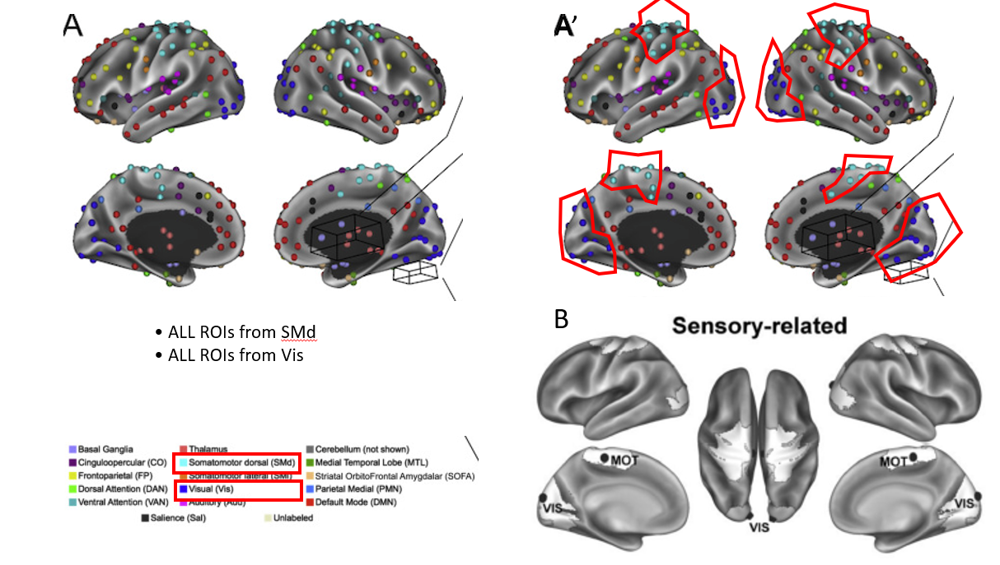 A
A'
• ALL ROIs from SMd
• ALL ROIs from Vis
B
Sensory-related
MOT
MOT
VIS
VIS
VIS
Basal Ganglia
Thalamus
Cerebellum (not shown)
Cinguloopercular (CO)
Somatomotor dorsal (SMd)
Medial Temporal Lobe (MTL)
Frontoparietal (FP)
Somatomotor lateral (SMl)
Striatal OrbitoFrontal Amygdalar (SOFA)
Dorsal Attention (DAN)
Visual (Vis)
Parietal Medial (PMN)
Ventral Attention (VAN)
Auditory (Aud)
Default Mode (DMN)
Salience (Sal)
Unlabeled